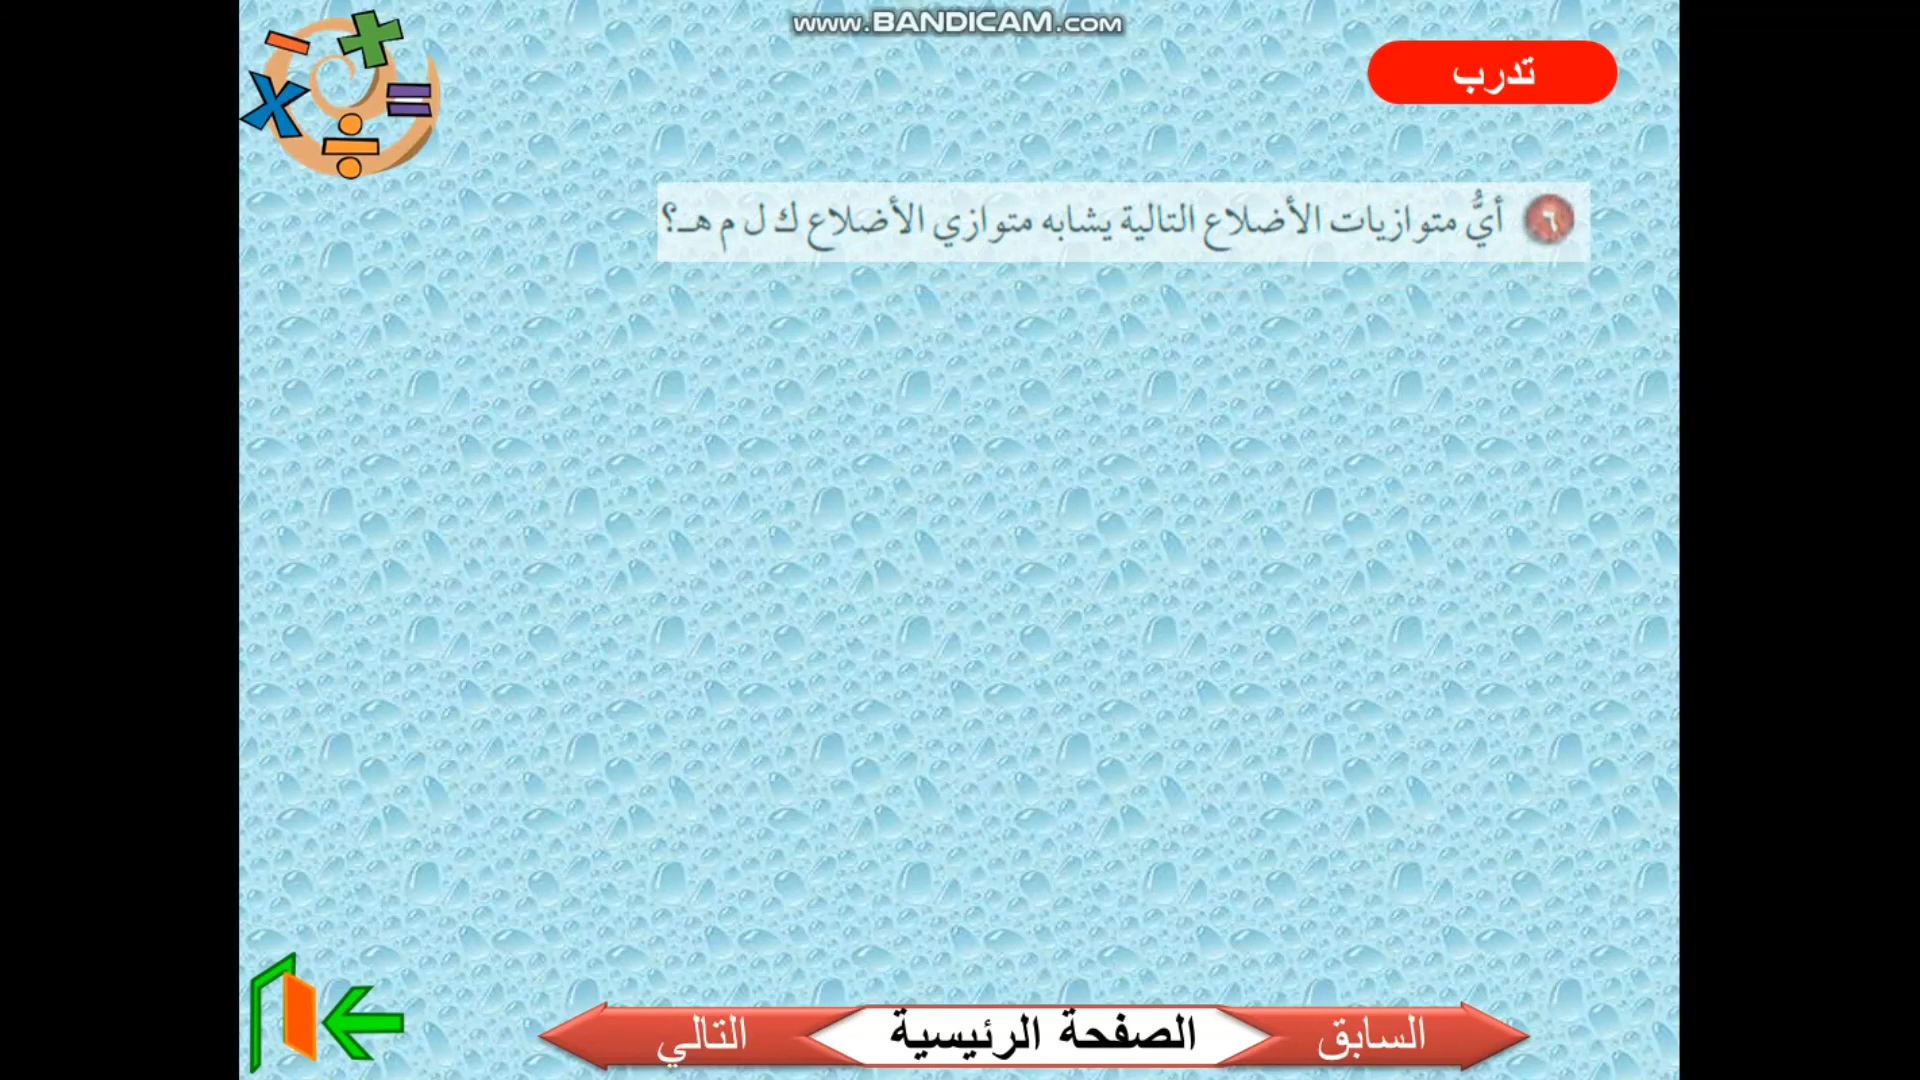 www.BANDICAM.com
تدرب
٦ أيُّ متوازيات الأضلاع التالية يشابه متوازي الأضلاع ك ل م هـ؟
السابق
الصفحة الرئيسية
التالي